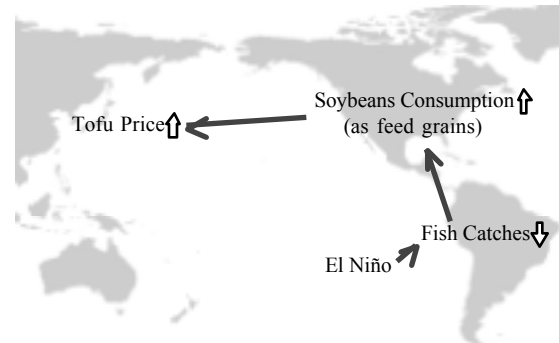 Soybeans Consumption
(as feed grains)
Tofu Price
Fish Catches
El Niño